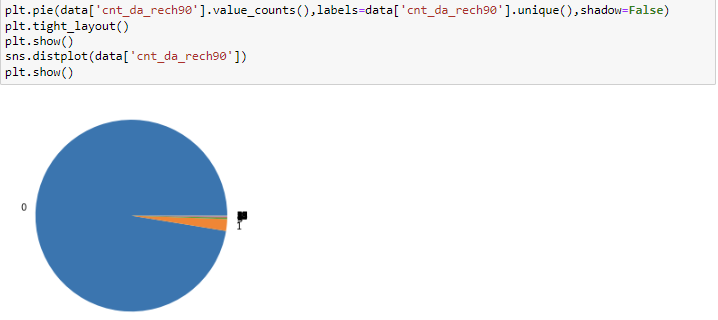 plt.pie(data['cnt_da_rech90'].value_counts(),labels=data['cnt_da_rech90'].unique(),shadow=False)
plt.tight_layout()
plt.show()
sns.distplot(data['cnt_da_rech90'])
plt.show()
0
1